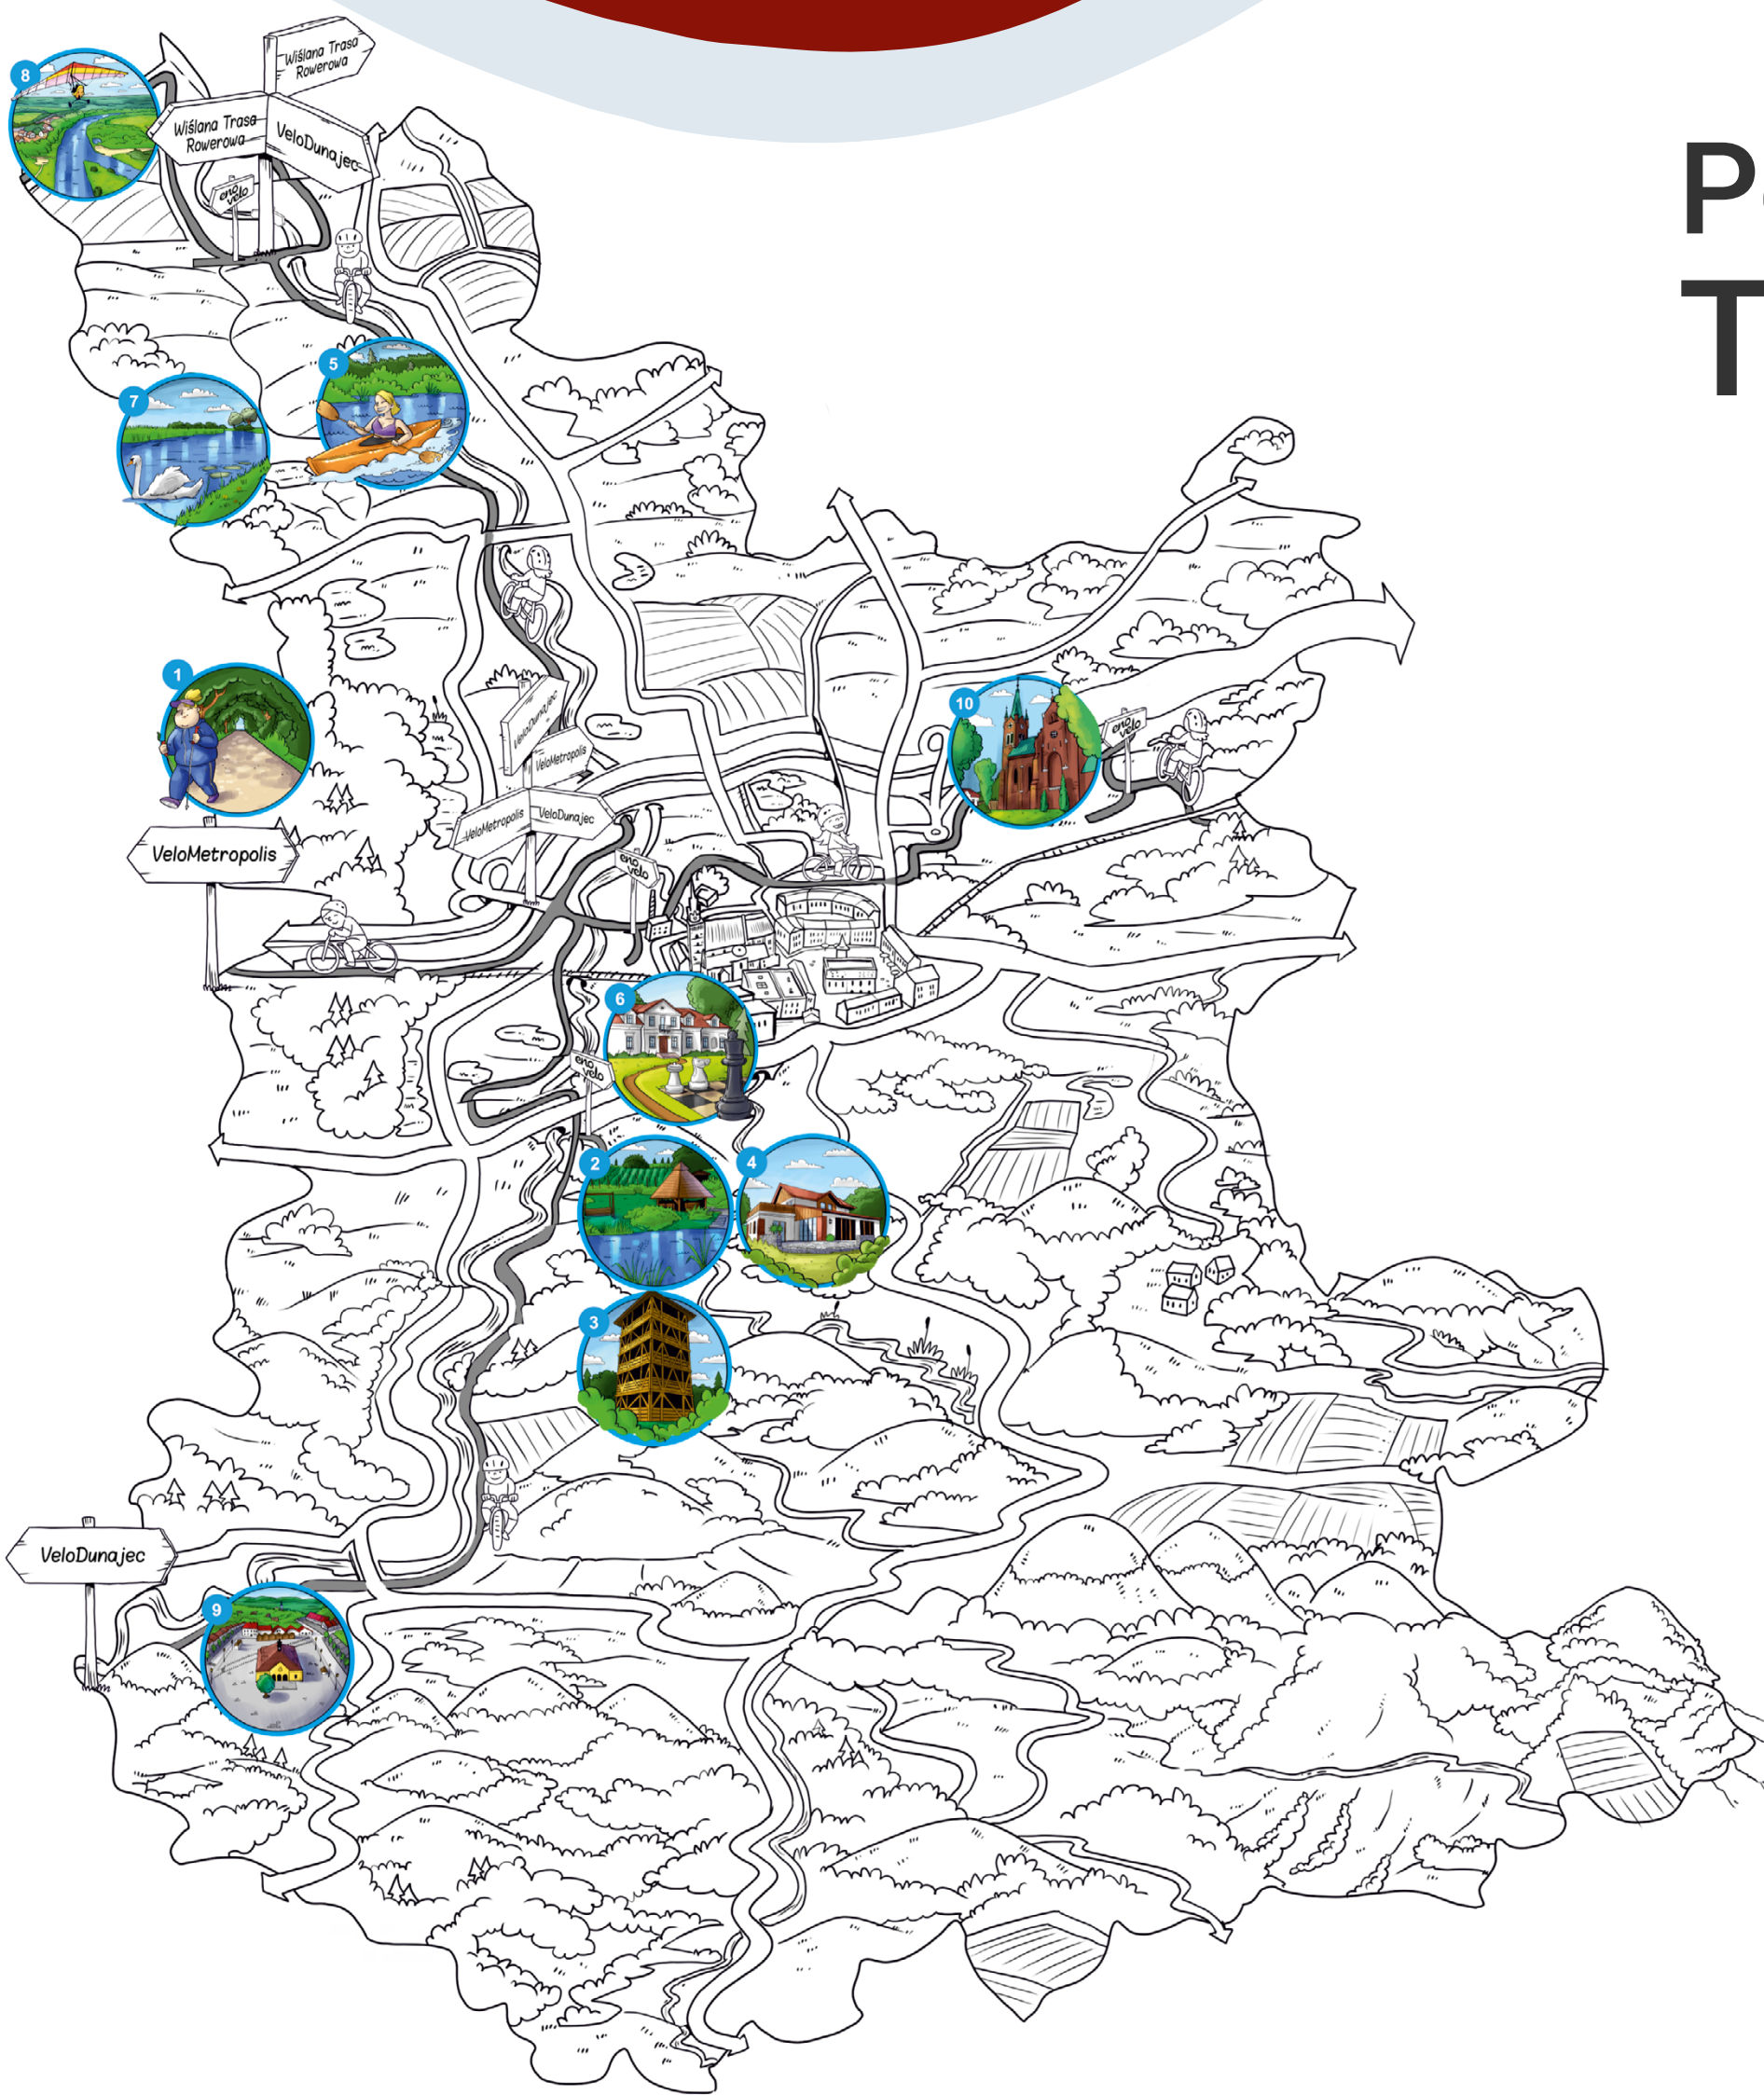 Wiślana Trasa
Rowerowa
8
Wiślana Trasa
Rowerowa
VeloDunajec
eno
velo
P
T
5
7
1
VeloDunajec
VeloMetropolis
10
eno
velo
VeloMetropolis
VeloDunajec
VeloMetropolis
eno
velo
6
eno
velo
2
4
3
VeloDunajec
9